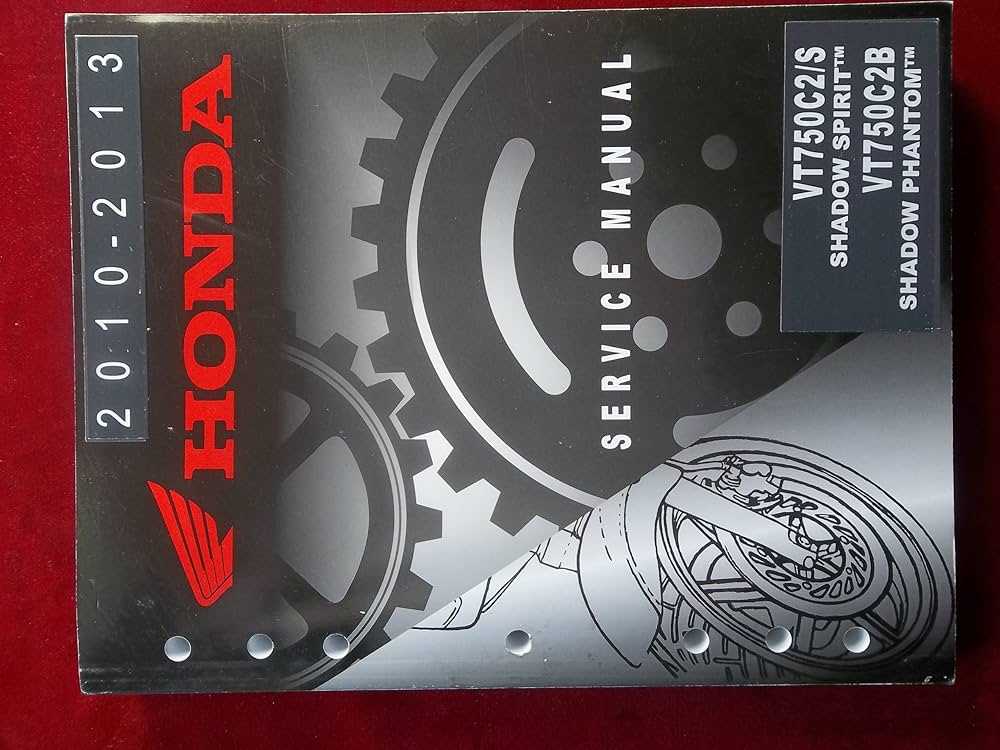 2010-2013
HONDA
SERVICE MANUAL
VT750C2/S
SHADOW SPIRIT™
VT750C2B
SHADOW PHANTOM™